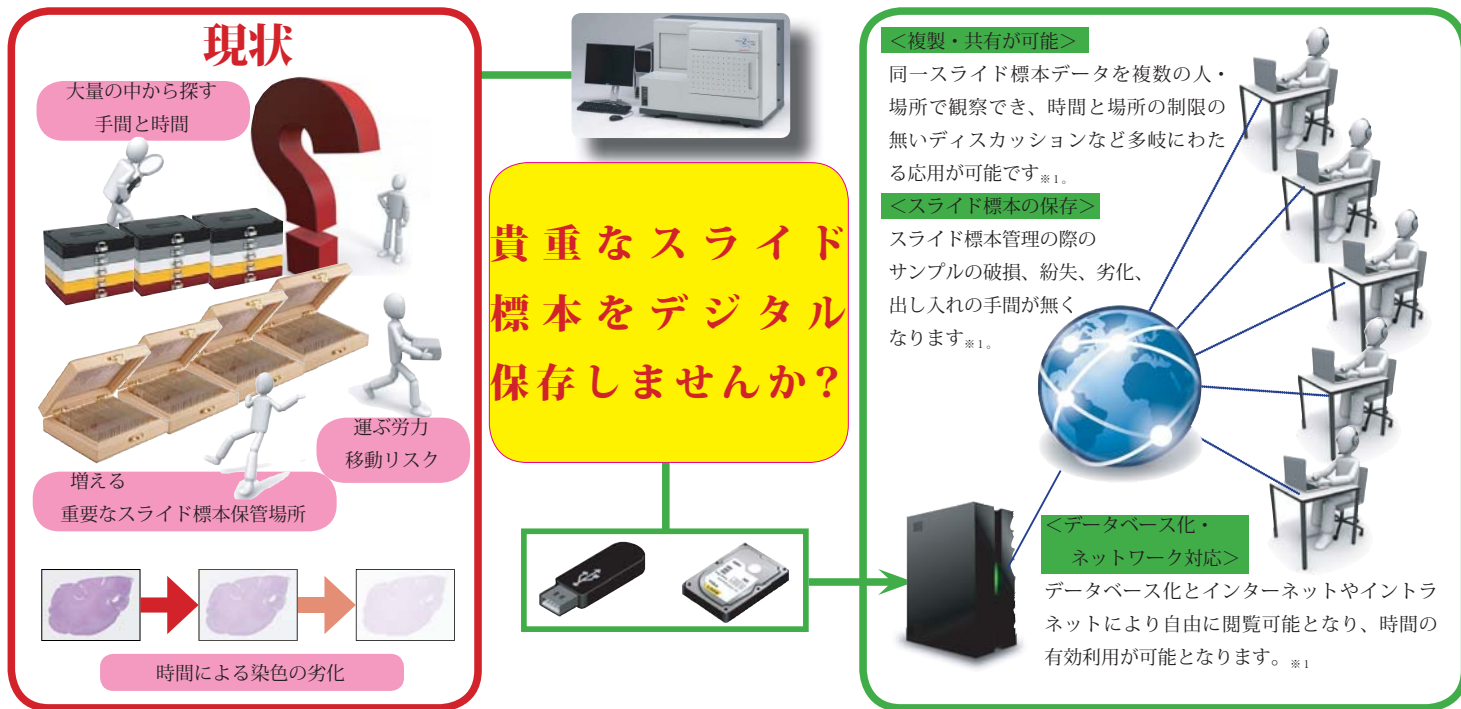 現状
大量の中から探す
手間と時間
運ぶ労力
移動リスク
増える
重要なスライド標本保管場所
時間による染色の劣化
貴重なスライド
標本をデジタル
保存しませんか?
＜複製・共有が可能＞
同一スライド標本データを複数の人・
場所で観察でき、時間と場所の制限の
無いディスカッションなど多岐にわた
る応用が可能です※1。
＜スライド標本の保存＞
スライド標本管理の際の
サンプルの破損、紛失、劣化、
出し入れの手間が無く
なります※1。
＜データベース化・
ネットワーク対応＞
データベース化とインターネットやイントラ
ネットにより自由に閲覧可能となり、時間の
有効利用が可能となります。※1